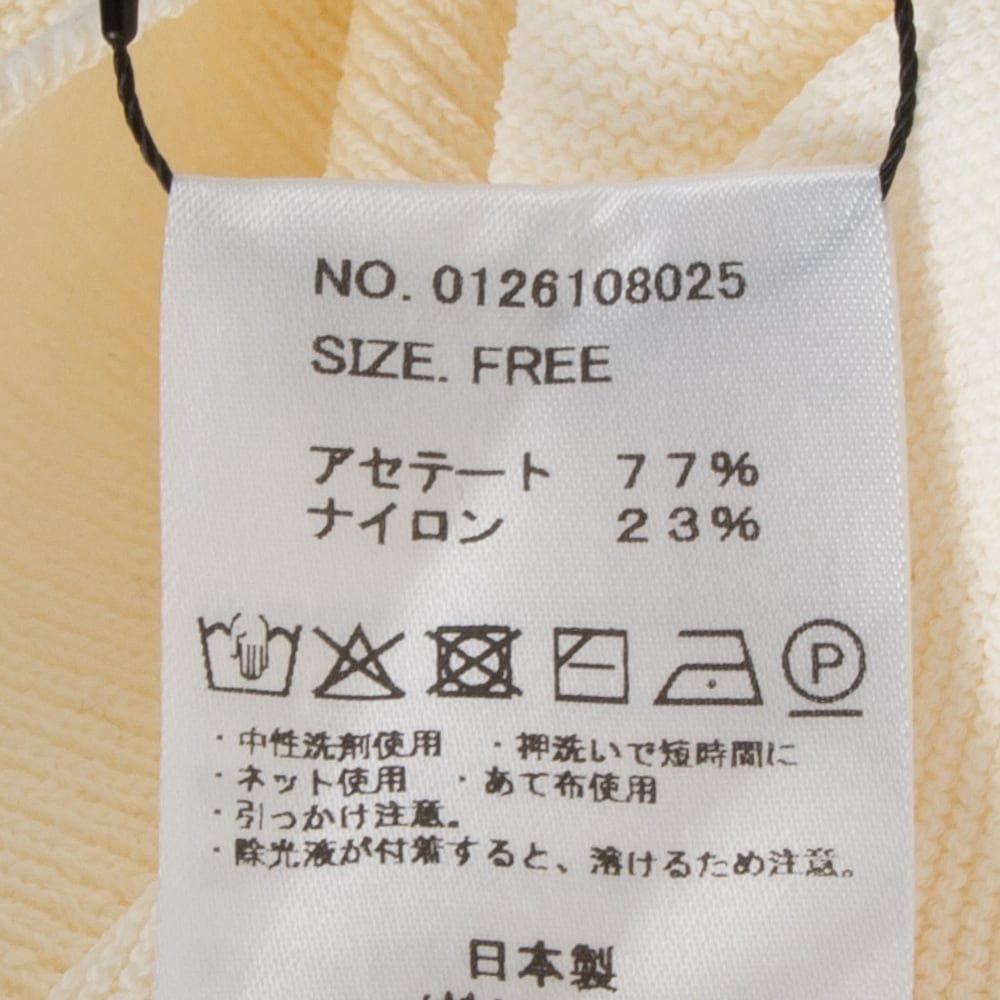 NO. 0126108025
SIZE. FREE
アセテート 77%
ナイロン 23%
P
・中性洗剤使用 ・押洗いで短時間に
・ネット使用 ・あて布使用
・引っかけ注意。
・除光液が付着すると、溶けるため注意。
日本製